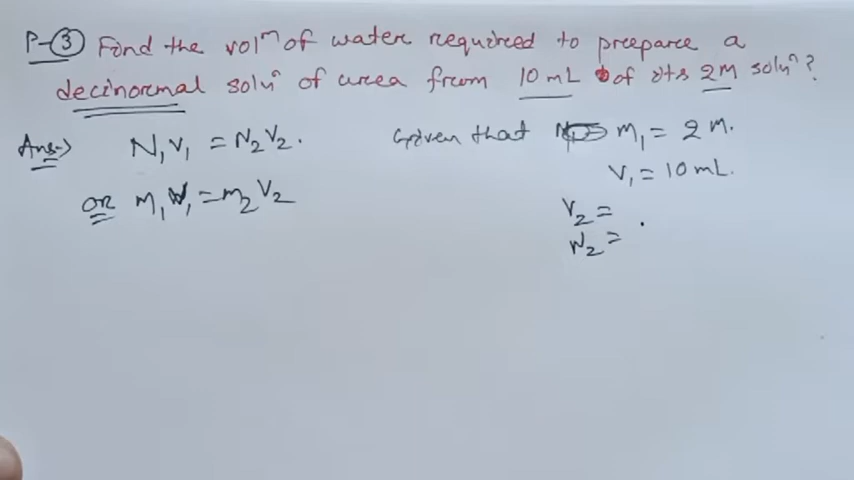 P-③ Find the volᵐ of water required to prepare a
decinormal soluⁿ of urea from 10 mL of its 2M soluⁿ?
Ans-> N₁V₁ = N₂V₂.
or M₁V₁ = M₂V₂
Given that M₁ = 2 M.
V₁ = 10 mL.
V₂ =
N₂ =